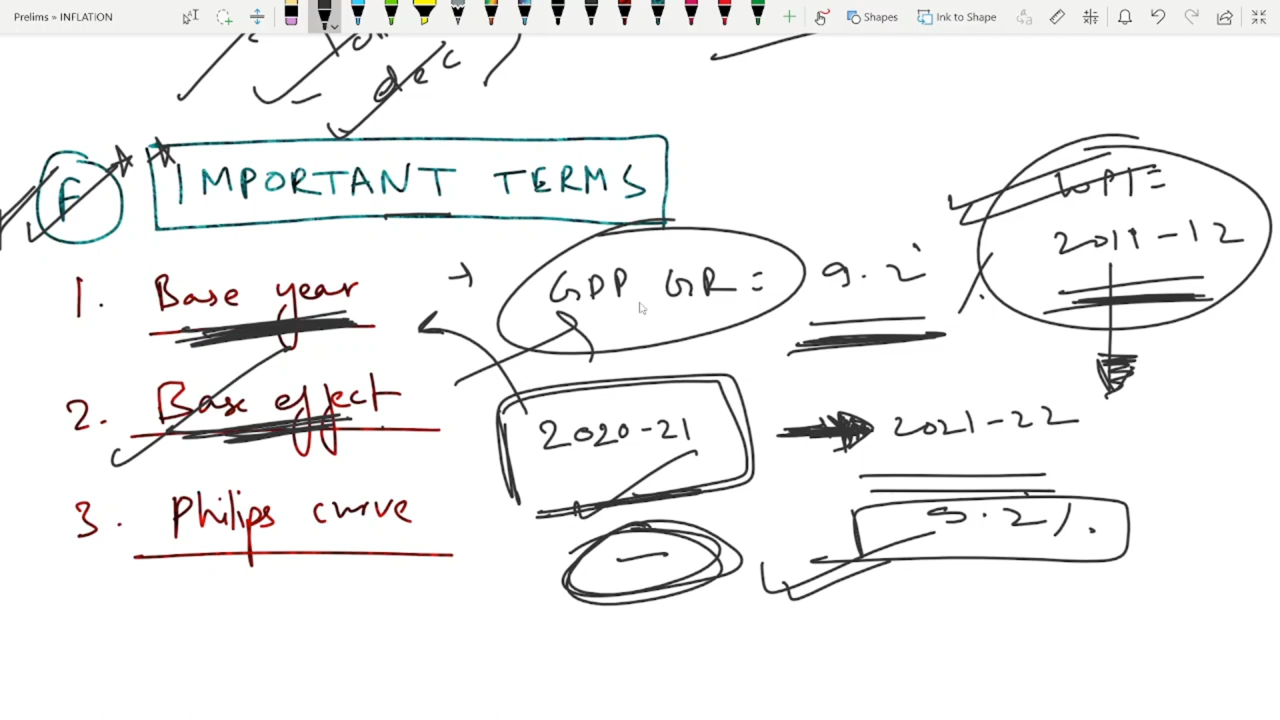 Prelims » INFLATION
Shapes
Ink to Shape
dec
F
IMPORTANT TERMS
WPI =
2011-12
1. Base year
→ GDP GR = 9.2
2. Base effect
2020-21
2021-22
9.2%.
3. Philips curve
–